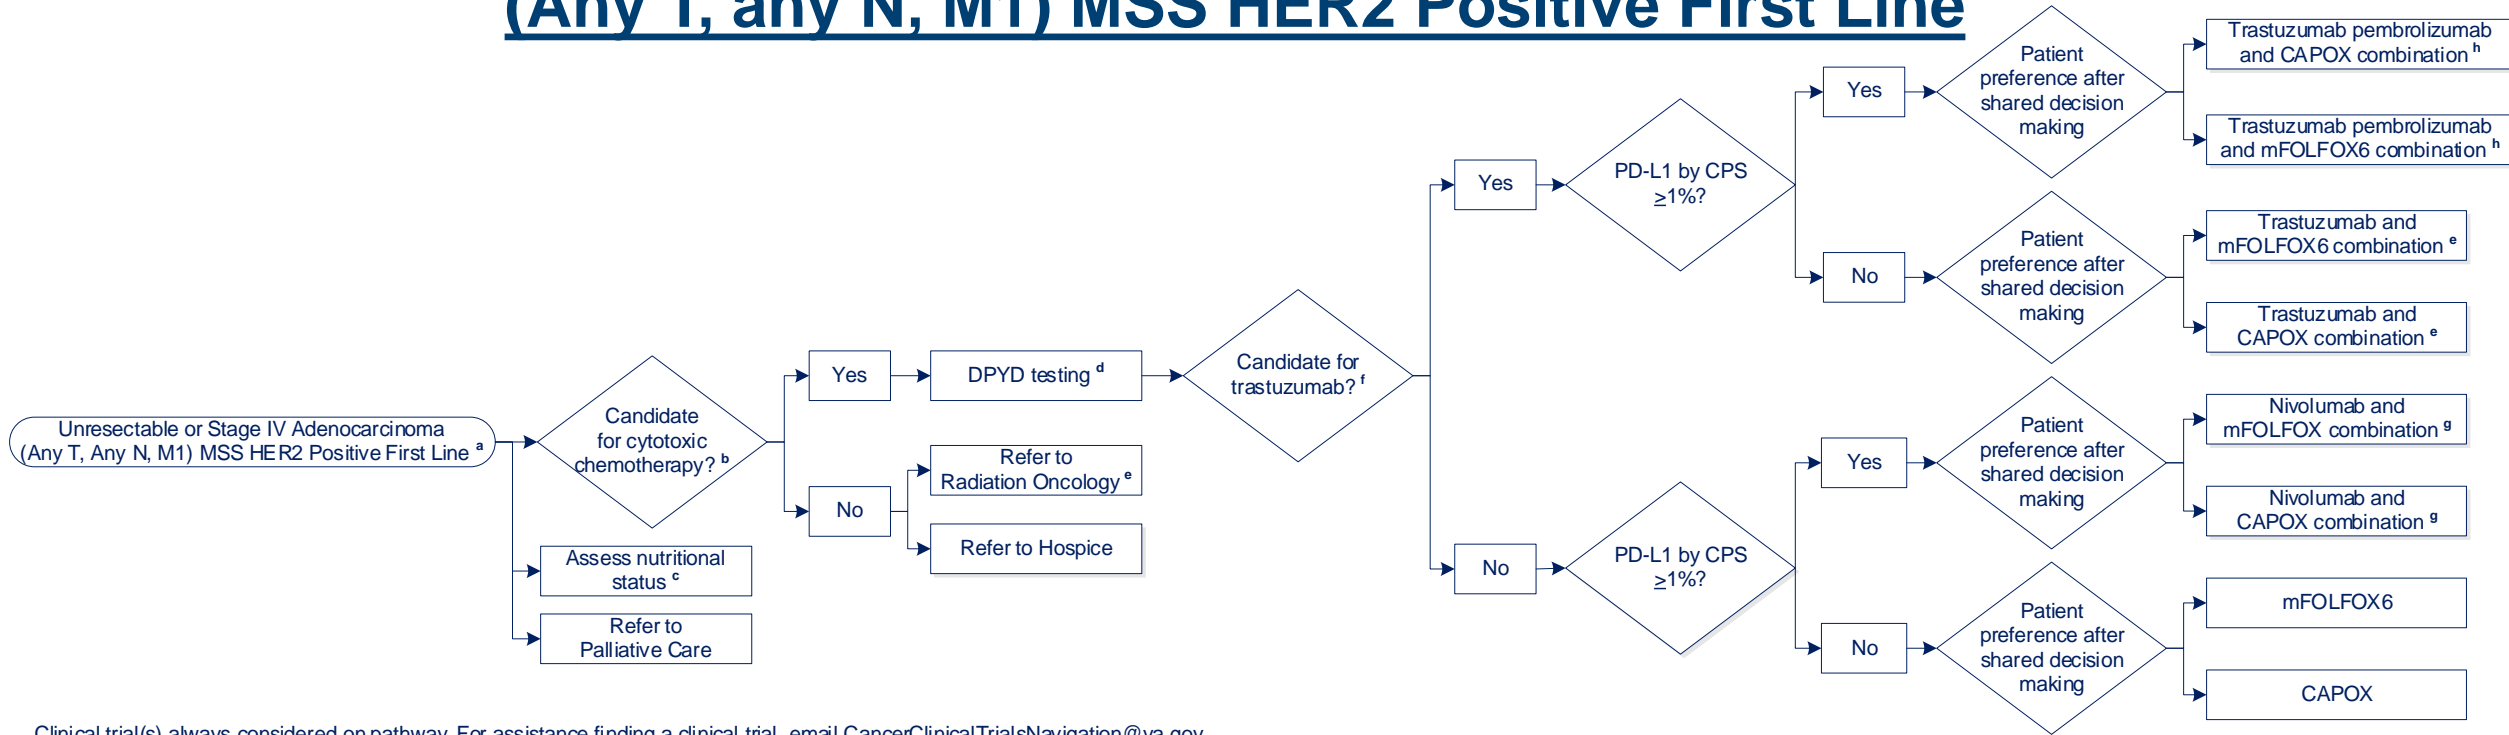 (Any T, any N, M1) MSS HER2 Positive First Line
Unresectable or Stage IV Adenocarcinoma
(Any T, Any N, M1) MSS HER2 Positive First Line a
Candidate
for cytotoxic
chemotherapy? b
Assess nutritional
status c
Refer to
Palliative Care
Yes
DPYD testing d
No
Refer to
Radiation Oncology e
Refer to Hospice
Candidate for
trastuzumab? f
Yes
PD-L1 by CPS
≥1%?
Yes
Patient
preference after
shared decision
making
Trastuzumab pembrolizumab
and CAPOX combination h
Trastuzumab pembrolizumab
and mFOLFOX6 combination h
No
Patient
preference after
shared decision
making
Trastuzumab and
mFOLFOX6 combination e
Trastuzumab and
CAPOX combination e
No
PD-L1 by CPS
≥1%?
Yes
Patient
preference after
shared decision
making
Nivolumab and
mFOLFOX combination g
Nivolumab and
CAPOX combination g
No
Patient
preference after
shared decision
making
mFOLFOX6
CAPOX
Clinical trial(s) always considered on pathway. For assistance finding a clinical trial, email CancerClinicalTrialsNavigation@va.gov